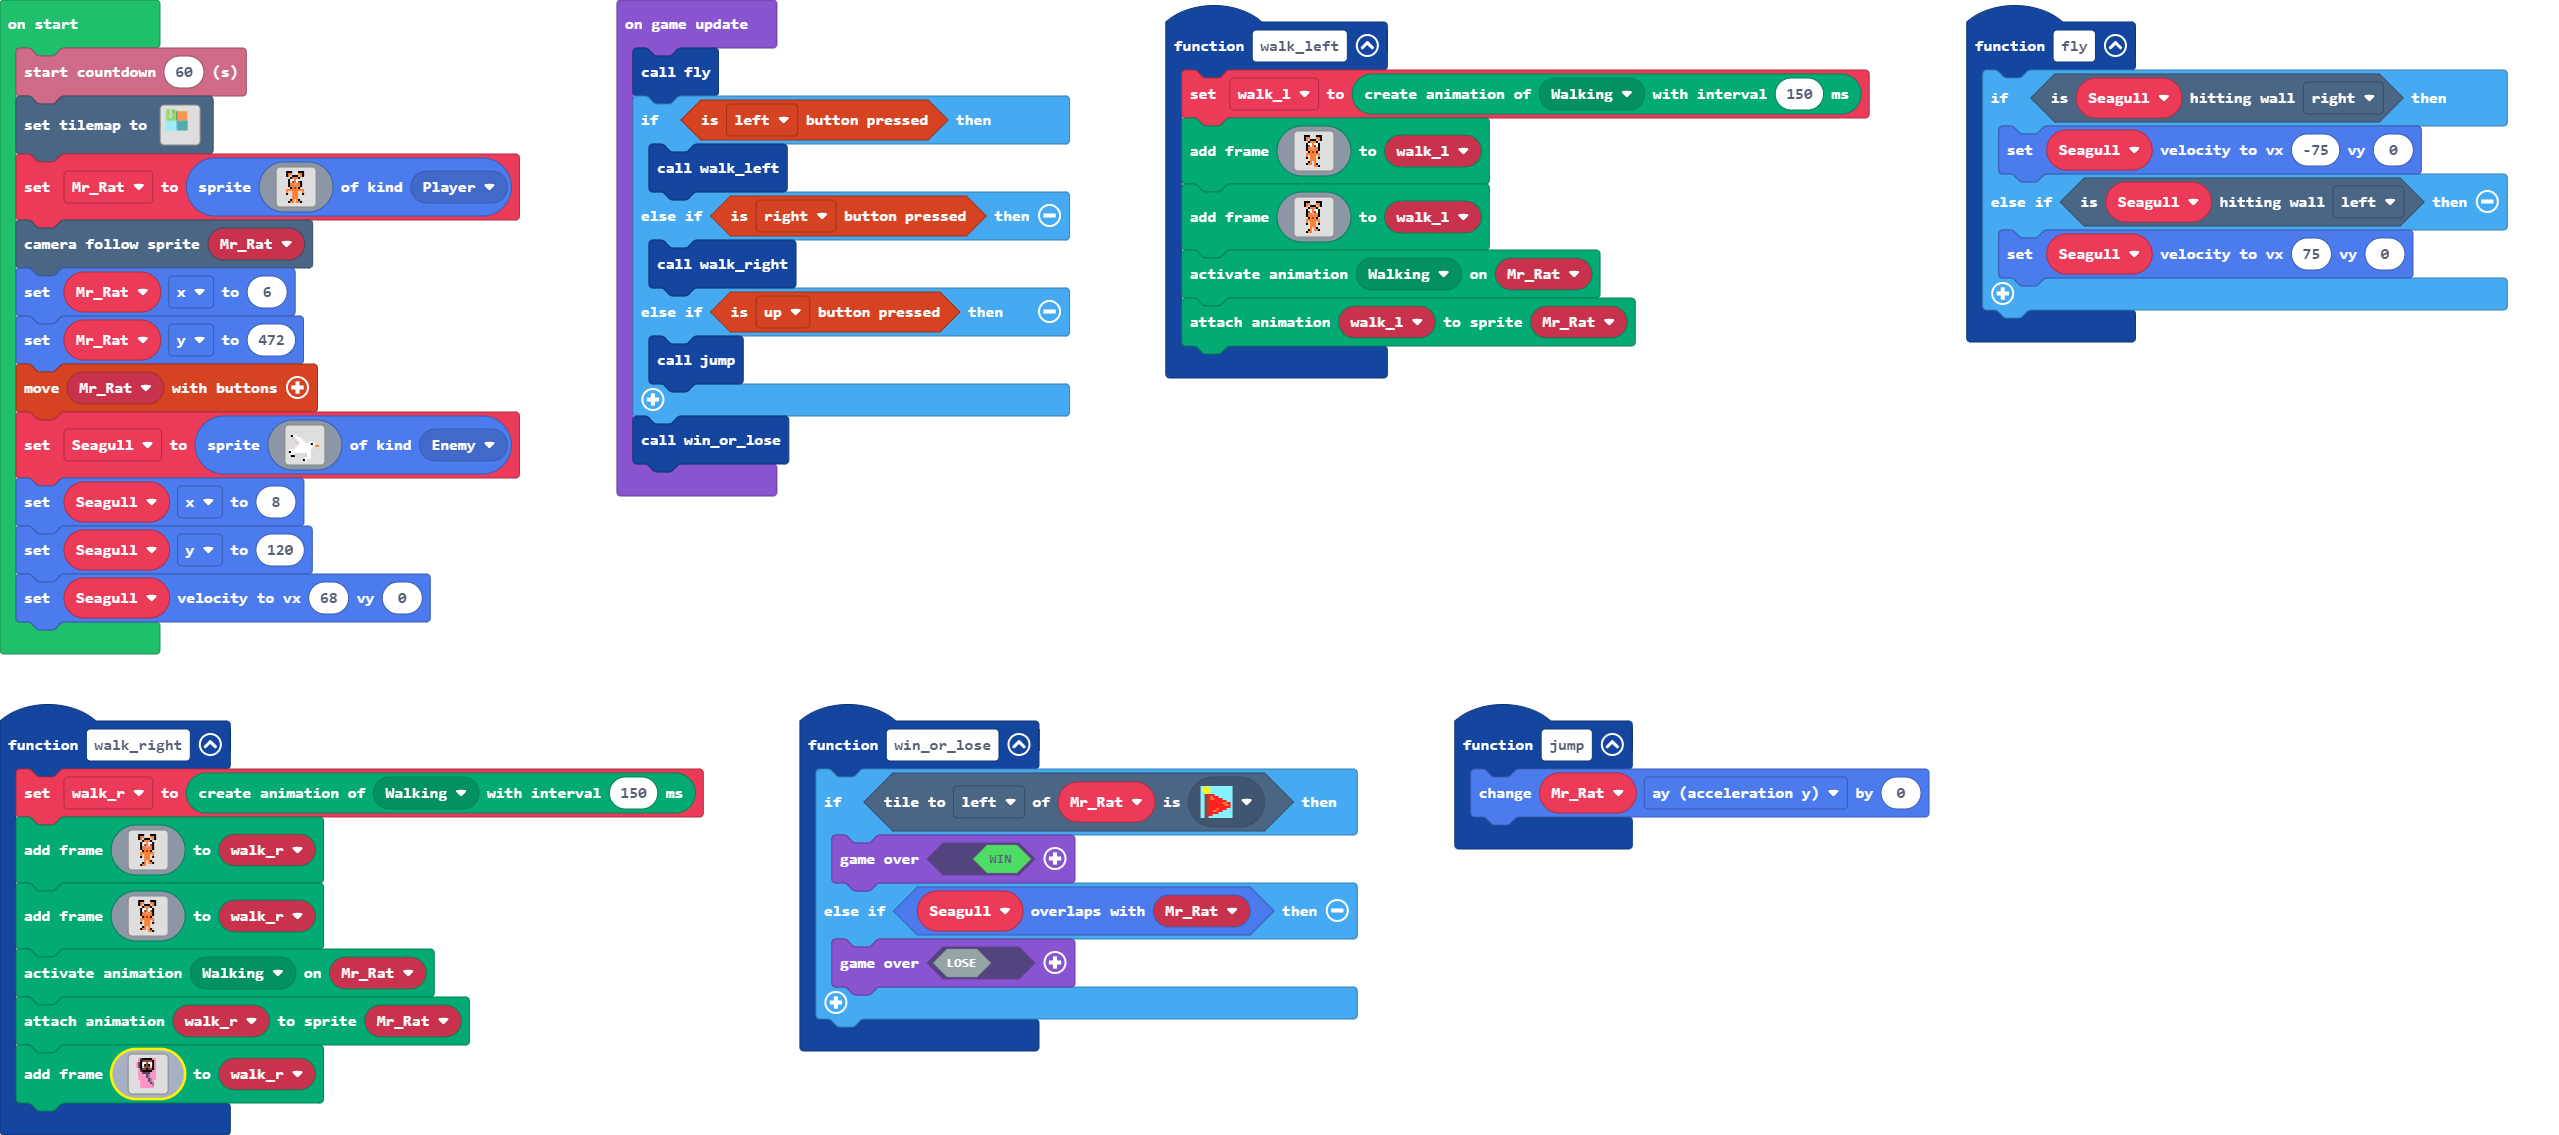 on start
start countdown 60 (s)
set tilemap to
set Mr_Rat to sprite of kind Player
camera follow sprite Mr_Rat
set Mr_Rat x to 6
set Mr_Rat y to 472
move Mr_Rat with buttons
set Seagull to sprite of kind Enemy
set Seagull x to 8
set Seagull y to 120
set Seagull velocity to vx 68 vy 0
on game update
call fly
if is left button pressed then
call walk_left
else if is right button pressed then
call walk_right
else if is up button pressed then
call jump
call win_or_lose
function walk_left
set walk_l to create animation of Walking with interval 150 ms
add frame to walk_l
add frame to walk_l
activate animation Walking on Mr_Rat
attach animation walk_l to sprite Mr_Rat
function fly
if is Seagull hitting wall right then
set Seagull velocity to vx -75 vy 0
else if is Seagull hitting wall left then
set Seagull velocity to vx 75 vy 0
function walk_right
set walk_r to create animation of Walking with interval 150 ms
add frame to walk_r
add frame to walk_r
activate animation Walking on Mr_Rat
attach animation walk_r to sprite Mr_Rat
add frame to walk_r
function win_or_lose
if tile to left of Mr_Rat is then
game over WIN
else if Seagull overlaps with Mr_Rat then
game over LOSE
function jump
change Mr_Rat ay (acceleration y) by 0